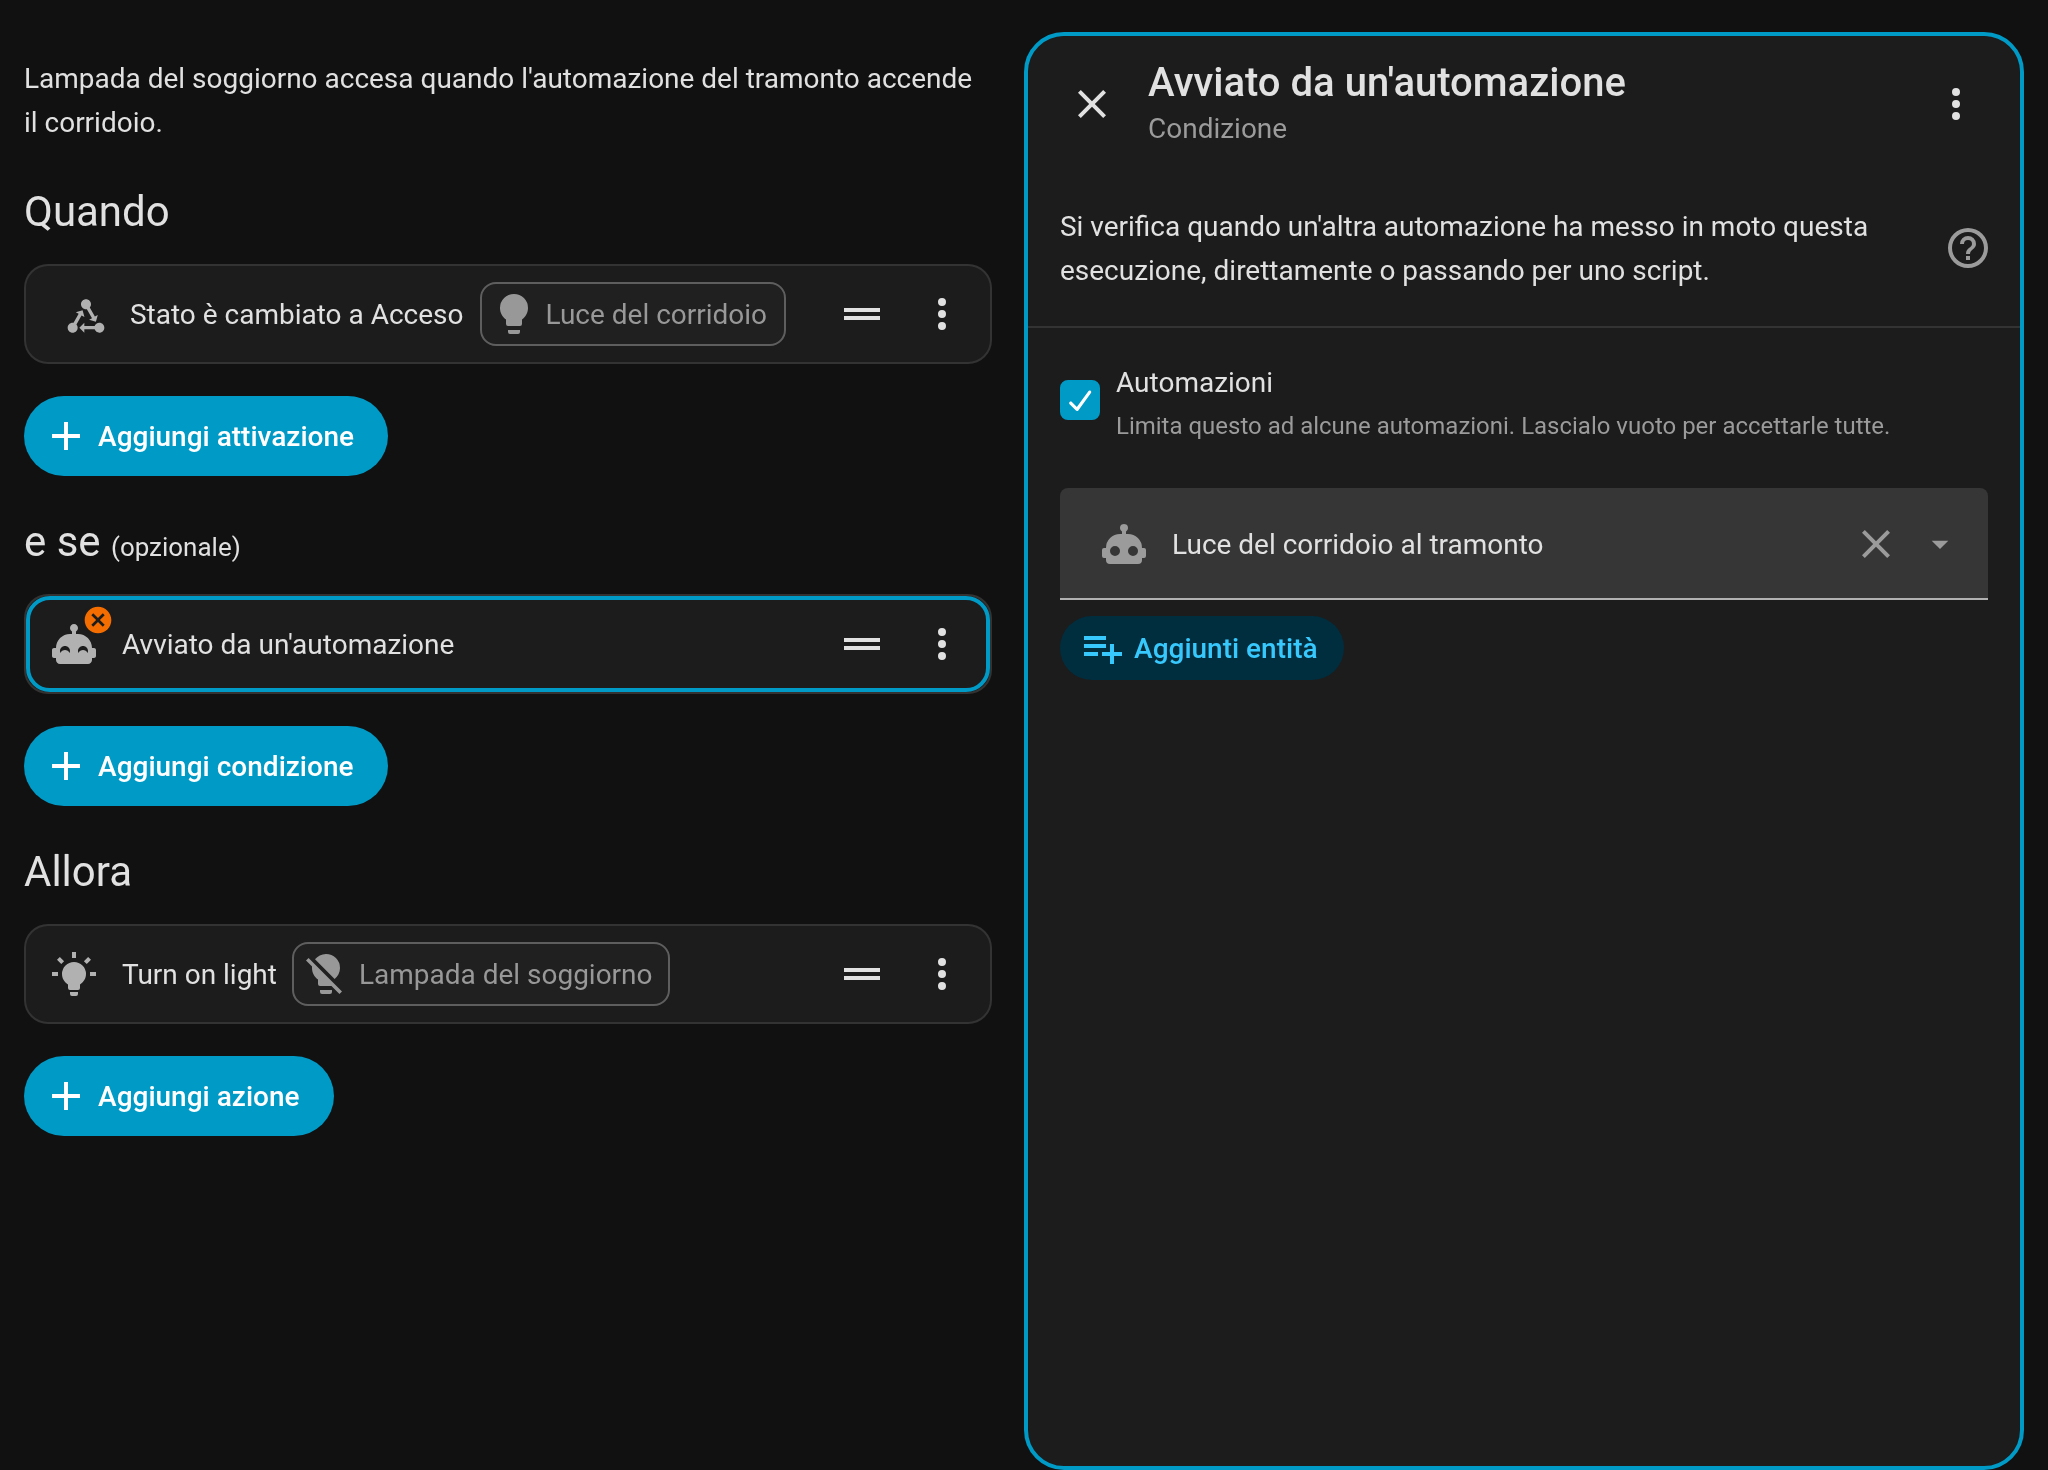 Lampada del soggiorno accesa quando l'automazione del tramonto accende
il corridoio.
Quando
Stato è cambiato a Acceso Luce del corridoio
Aggiungi attivazione
e se (opzionale)
Avviato da un'automazione
Aggiungi condizione
Allora
Turn on light Lampada del soggiorno
Aggiungi azione
Avviato da un'automazione
Condizione
Si verifica quando un'altra automazione ha messo in moto questa
esecuzione, direttamente o passando per uno script.
Automazioni
Limita questo ad alcune automazioni. Lascialo vuoto per accettarle tutte.
Luce del corridoio al tramonto
Aggiunti entità